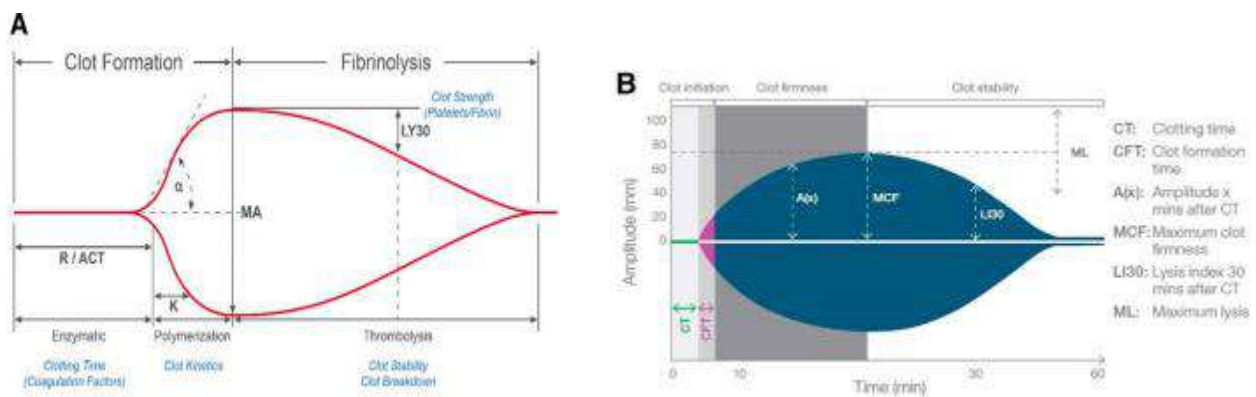 A
Clot Formation
Fibrinolysis
Clot Strength
(Platelets/Fibrin)
LY30
α
MA
R / ACT
K
Enzymatic
Polymerization
Thrombolysis
Clotting Time
(Coagulation Factors)
Clot Kinetics
Clot Stability
Clot Breakdown
B
Clot initiation
Clot firmness
Clot stability
Amplitude (mm)
100
80
60
40
20
0
A(x)
MCF
LI30
ML
CT
CFT
0
10
30
60
Time (min)
CT: Clotting time
CFT: Clot formation
time
A(x): Amplitude x
mins after CT
MCF: Maximum clot
firmness
LI30: Lysis index 30
mins after CT
ML: Maximum lysis